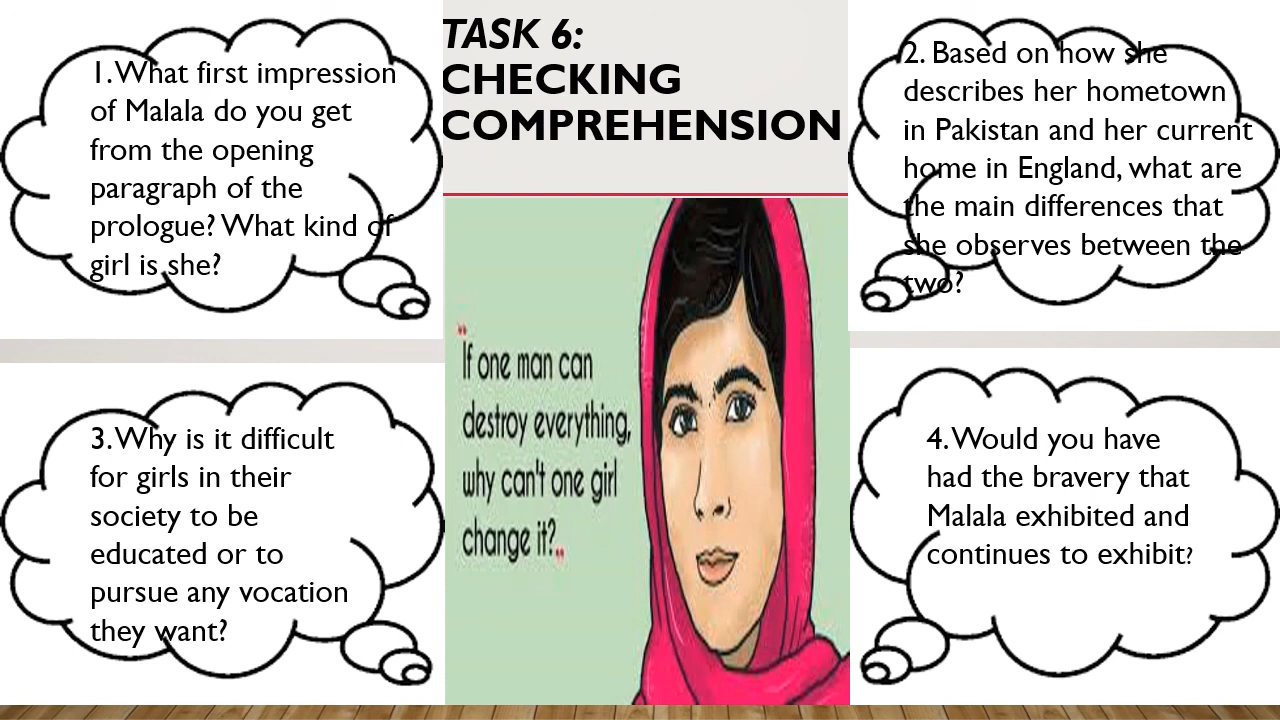 TASK 6:
CHECKING
COMPREHENSION
1. What first impression
of Malala do you get
from the opening
paragraph of the
prologue? What kind of
girl is she?
2. Based on how she
describes her hometown
in Pakistan and her current
home in England, what are
the main differences that
she observes between the
two?
"If one man can
destroy everything,
why can't one girl
change it?"
3. Why is it difficult
for girls in their
society to be
educated or to
pursue any vocation
they want?
4. Would you have
had the bravery that
Malala exhibited and
continues to exhibit?